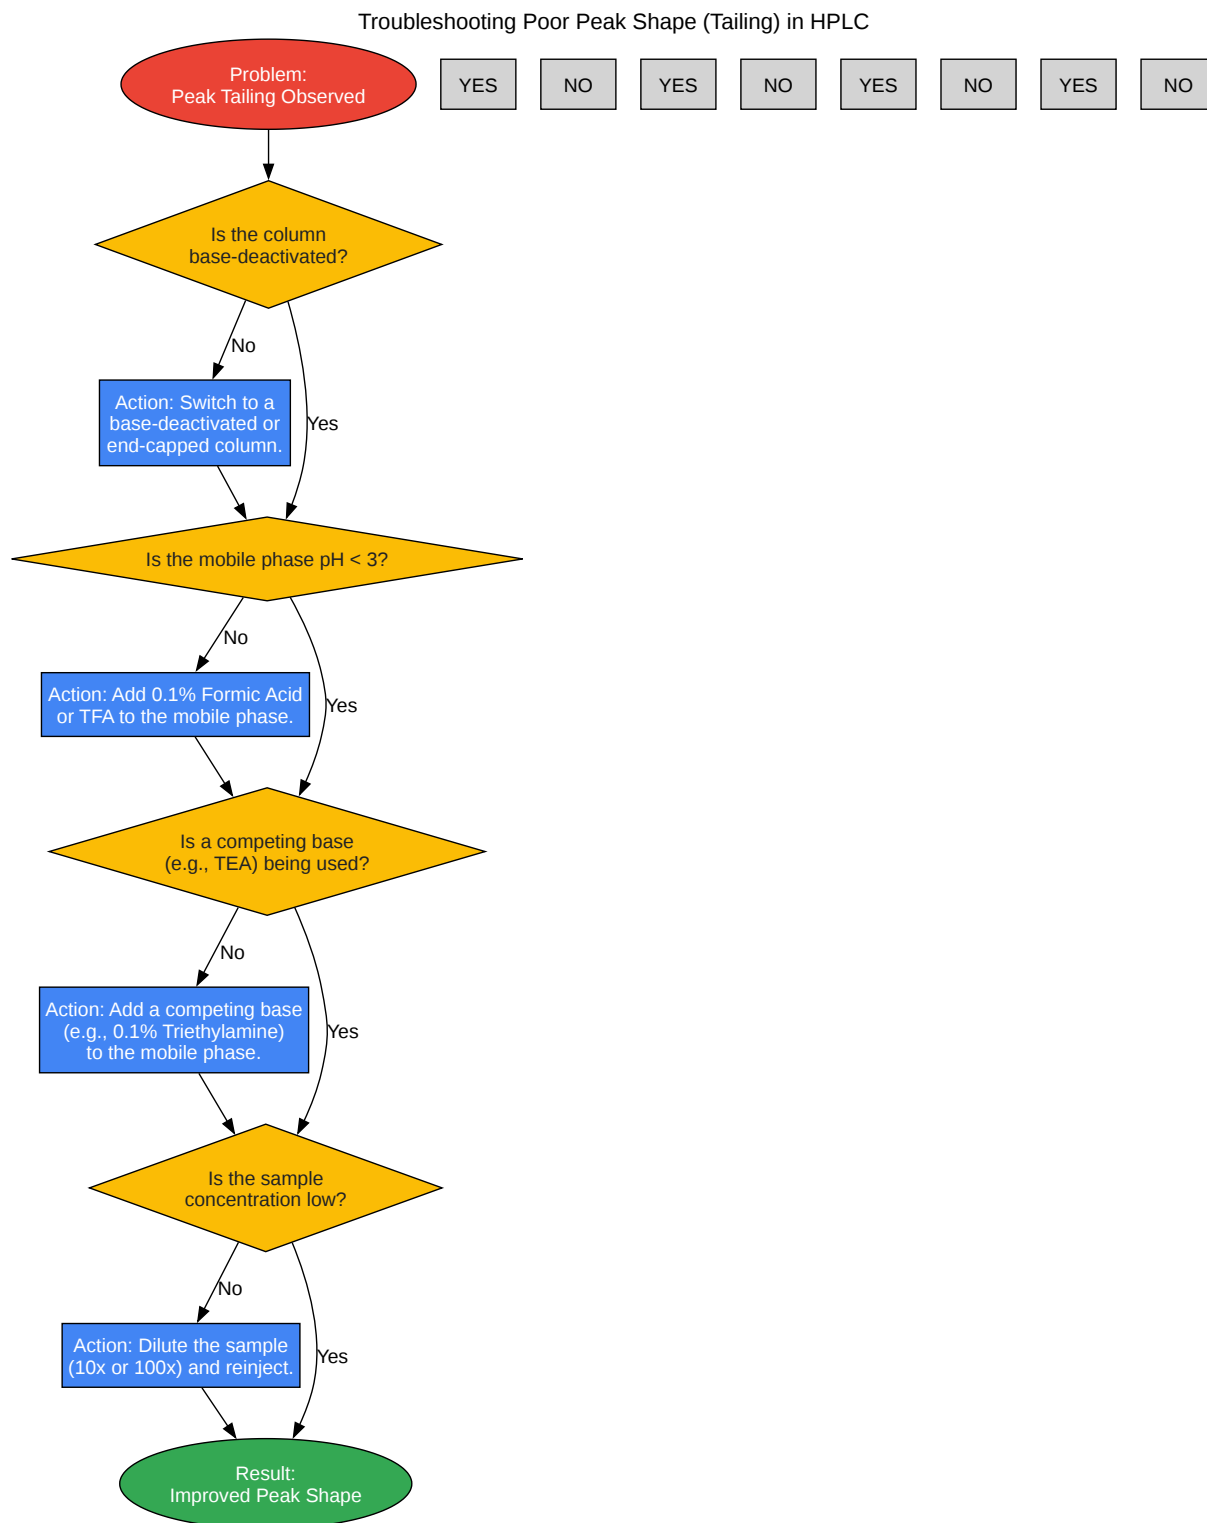 Troubleshooting Poor Peak Shape (Tailing) in HPLC
Problem:
Peak Tailing Observed
YES
NO
YES
NO
YES
NO
YES
NO
Is the column
base-deactivated?
No
Action: Switch to a
base-deactivated or
end-capped column.
Yes
Is the mobile phase pH < 3?
No
Action: Add 0.1% Formic Acid
or TFA to the mobile phase.
Yes
Is a competing base
(e.g., TEA) being used?
No
Action: Add a competing base
(e.g., 0.1% Triethylamine)
to the mobile phase.
Yes
Is the sample
concentration low?
No
Action: Dilute the sample
(10x or 100x) and reinject.
Yes
Result:
Improved Peak Shape